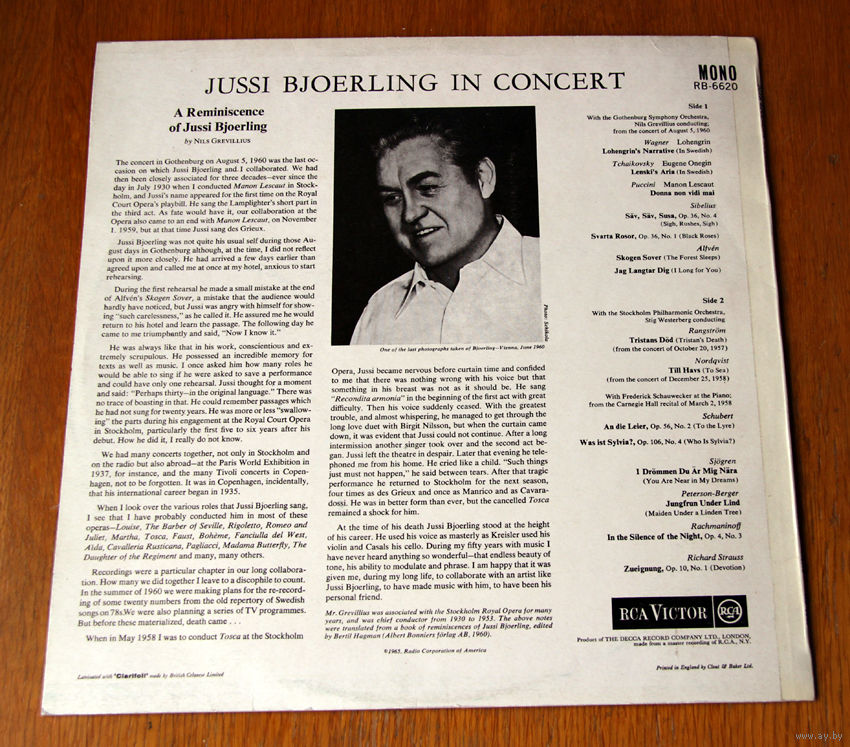 JUSSI BJOERLING IN CONCERT
MONO
RB-6620
A Reminiscence
of Jussi Bjoerling
by NILS GREVILLIUS
The concert in Gothenburg on August 5, 1960 was the last oc-
casion on which Jussi Bjoerling and I collaborated. We had
then been closely associated for three decades—ever since the
day in July 1930 when I conducted Manon Lescaut in Stock-
holm, and Jussi's name appeared for the first time on the Royal
Court Opera's playbill. He sang the Lamplighter's short part in
the third act. As fate would have it, our collaboration at the
Opera also came to an end with Manon Lescaut, on November
1, 1959, but at that time Jussi sang des Grieux.
Jussi Bjoerling was not quite his usual self during those Au-
gust days in Gothenburg although, at the time, I did not reflect
upon it more closely. He had arrived a few days earlier than
agreed upon and called me at once at my hotel, anxious to start
rehearsing.
During the first rehearsal he made a small mistake at the end
of Alfvén's Skogen Sover, a mistake that the audience would
hardly have noticed, but Jussi was angry with himself for show-
ing "such carelessness," as he called it. He assured me he would
return to his hotel and learn the passage. The following day he
came to me triumphantly and said, "Now I know it."
He was always like that in his work, conscientious and ex-
tremely scrupulous. He possessed an incredible memory for
texts as well as music. I once asked him how many roles he
would be able to sing if he were asked to save a performance
and could have only one rehearsal. Jussi thought for a moment
and said: "Perhaps thirty—in the original language." There was
no trace of boasting in that. He could remember passages which
he had not sung for twenty years. He was more or less "swallow-
ing" the parts during his engagement at the Royal Court Opera
in Stockholm, particularly the first five to six years after his
debut. How he did it, I really do not know.
We had many concerts together, not only in Stockholm and
on the radio but also abroad—at the Paris World Exhibition in
1937, for instance, and the many Tivoli concerts in Copen-
hagen, not to be forgotten. It was in Copenhagen, incidentally,
that his international career began in 1935.
When I look over the various roles that Jussi Bjoerling sang,
I see that I have probably conducted him in most of these
operas—Louise, The Barber of Seville, Rigoletto, Romeo and
Juliet, Martha, Tosca, Faust, Bohème, Fanciulla del West,
Aida, Cavalleria Rusticana, Pagliacci, Madama Butterfly, The
Daughter of the Regiment and many, many others.
Recordings were a particular chapter in our long collabora-
tion. How many we did together I leave to a discophile to count.
In the summer of 1960 we were making plans for the re-record-
ing of some twenty numbers from the old repertory of Swedish
songs on 78s. We were also planning a series of TV programmes.
But before these materialized, death came . . .
When in May 1958 I was to conduct Tosca at the Stockholm
Photo: Schikola
One of the last photographs taken of Bjoerling—Vienna, June 1960
Opera, Jussi became nervous before curtain time and confided
to me that there was nothing wrong with his voice but that
something in his breast was not as it should be. He sang
"Recondita armonia" in the beginning of the first act with great
difficulty. Then his voice suddenly ceased. With the greatest
trouble, and almost whispering, he managed to get through the
long love duet with Birgit Nilsson, but when the curtain came
down, it was evident that Jussi could not continue. After a long
intermission another singer took over and the second act be-
gan. Jussi left the theatre in despair. Later that evening he tele-
phoned me from his home. He cried like a child. "Such things
just must not happen," he said between tears. After that tragic
performance he returned to Stockholm for the next season,
four times as des Grieux and once as Manrico and as Cavara-
dossi. He was in better form than ever, but the cancelled Tosca
remained a shock for him.
At the time of his death Jussi Bjoerling stood at the height
of his career. He used his voice as masterly as Kreisler used his
violin and Casals his cello. During my fifty years with music I
have never heard anything so wonderful—that endless beauty of
tone, his ability to modulate and phrase. I am happy that it was
given me, during my long life, to collaborate with an artist like
Jussi Bjoerling, to have made music with him, to have been his
personal friend.
Mr. Grevillius was associated with the Stockholm Royal Opera for many
years, and was chief conductor from 1930 to 1953. The above notes
were translated from a book of reminiscences of Jussi Bjoerling, edited
by Bertil Hagman (Albert Bonniers förlag AB, 1960).
©1965, Radio Corporation of America
Side 1
With the Gothenburg Symphony Orchestra,
Nils Grevillius conducting;
from the concert of August 5, 1960
Wagner Lohengrin
Lohengrin's Narrative (In Swedish)
Tchaikovsky Eugene Onegin
Lenski's Aria (In Swedish)
Puccini Manon Lescaut
Donna non vidi mai
Sibelius
Säv, Säv, Susa, Op. 36, No. 4
(Sigh, Rushes, Sigh)
Svarta Rosor, Op. 36, No. 1 (Black Roses)
Alfvén
Skogen Sover (The Forest Sleeps)
Jag Langtar Dig (I Long for You)
Side 2
With the Stockholm Philharmonic Orchestra,
Stig Westerberg conducting
Rangström
Tristans Död (Tristan's Death)
(from the concert of October 20, 1957)
Nordqvist
Till Havs (To Sea)
(from the concert of December 25, 1958)
With Frederick Schauwecker at the Piano;
from the Carnegie Hall recital of March 2, 1958
Schubert
An die Leier, Op. 56, No. 2 (To the Lyre)
Was ist Sylvia?, Op. 106, No. 4 (Who Is Sylvia?)
Sjögren
I Drömmen Du Är Mig Nära
(You Are Near in My Dreams)
Peterson-Berger
Jungfrun Under Lind
(Maiden Under a Linden Tree)
Rachmaninoff
In the Silence of the Night, Op. 4, No. 3
Richard Strauss
Zueignung, Op. 10, No. 1 (Devotion)
RCA VICTOR
RCA
Product of THE DECCA RECORD COMPANY LTD., LONDON,
made from a master recording of R.C.A., N.Y.
Laminated with 'Clarifoil' made by British Celanese Limited
Printed in England by Clout & Baker Ltd.
www.ay.by